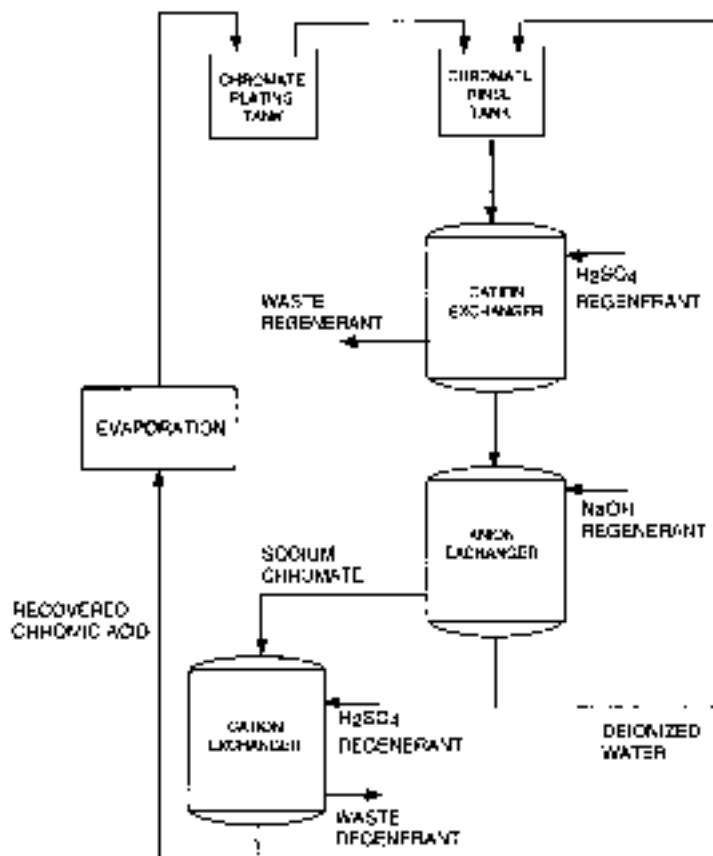 CHROMATE
PLATING
TANK
CHROMATE
RINSE
TANK
CATION
EXCHANGER
H2SO4
REGENERANT
WASTE
REGENERANT
EVAPORATION
ANION
EXCHANGER
NaOH
REGENERANT
SODIUM
CHROMATE
RECOVERED
CHROMIC ACID
CATION
EXCHANGER
H2SO4
REGENERANT
WASTE
REGENERANT
DEIONIZED
WATER